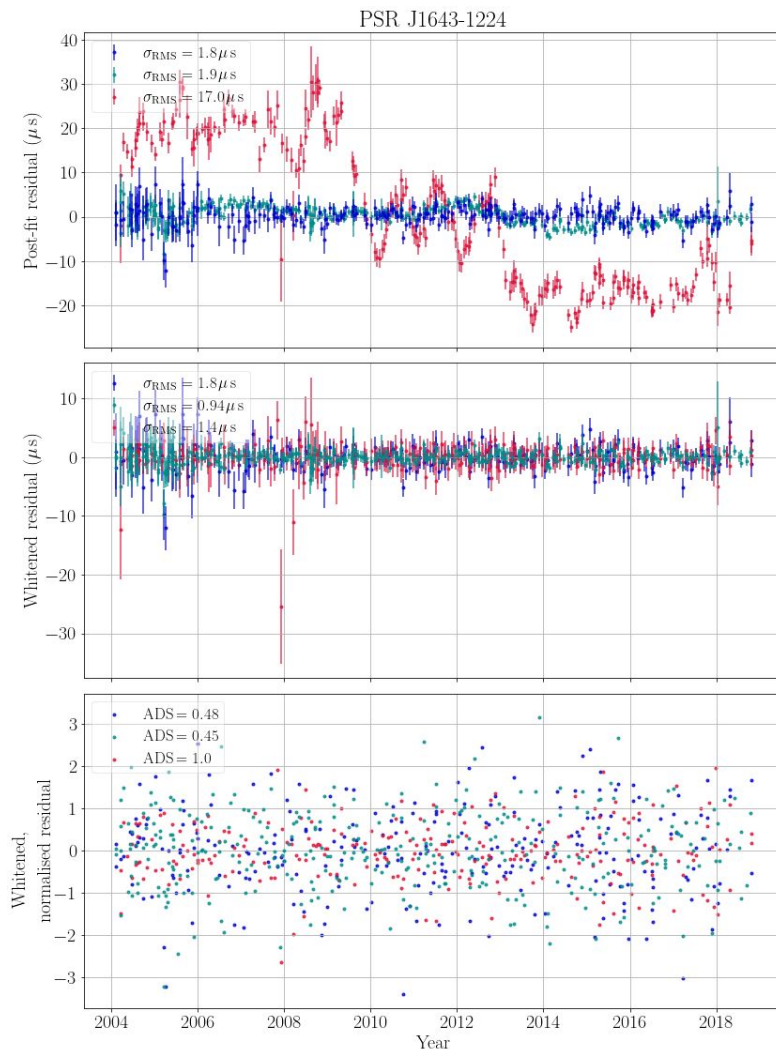 PSR J1643-1224
40
30
20
10
0
−10
−20
Post-fit residual (μs)
σRMS = 1.8μs
σRMS = 1.9μs
σRMS = 17.0μs
10
0
−10
−20
−30
Whitened residual (μs)
σRMS = 1.8μs
σRMS = 0.94μs
σRMS = 1.4μs
3
2
1
0
−1
−2
−3
Whitened,
normalised residual
ADS = 0.48
ADS = 0.45
ADS = 1.0
2004 2006 2008 2010 2012 2014 2016 2018
Year